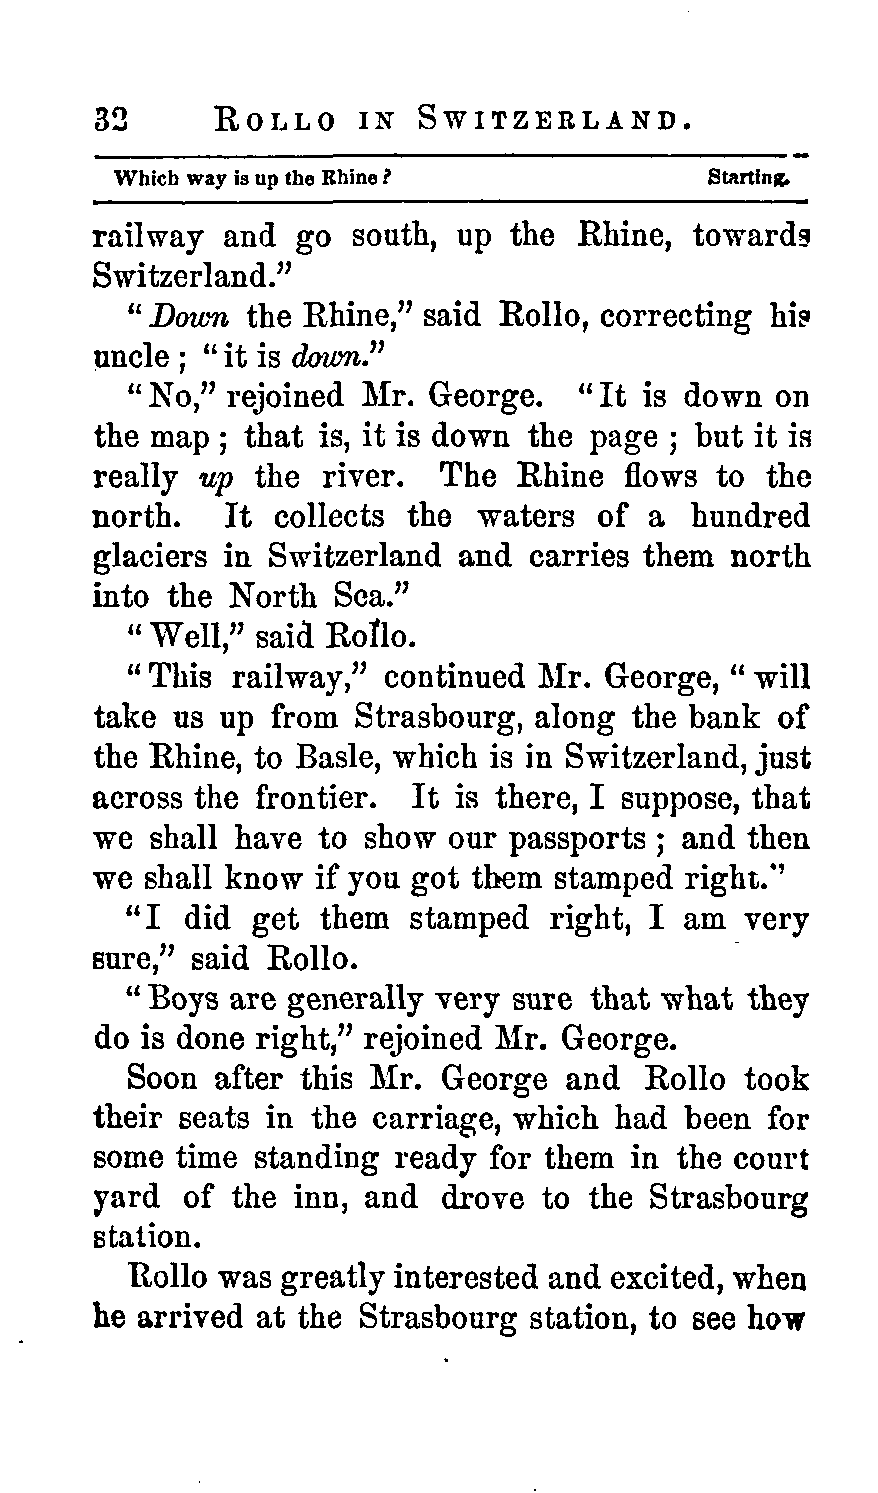 32 ROLLO IN SWITZERLAND.
Which way is up the Rhine? Starting.
railway and go south, up the Rhine, towards
Switzerland.”
“Down the Rhine,” said Rollo, correcting his
uncle; “it is down.”
“No,” rejoined Mr. George. “It is down on
the map; that is, it is down the page; but it is
really up the river. The Rhine flows to the
north. It collects the waters of a hundred
glaciers in Switzerland and carries them north
into the North Sea.”
“Well,” said Rollo.
“This railway,” continued Mr. George, “will
take us up from Strasbourg, along the bank of
the Rhine, to Basle, which is in Switzerland, just
across the frontier. It is there, I suppose, that
we shall have to show our passports; and then
we shall know if you got them stamped right.”
“I did get them stamped right, I am very
sure,” said Rollo.
“Boys are generally very sure that what they
do is done right,” rejoined Mr. George.
Soon after this Mr. George and Rollo took
their seats in the carriage, which had been for
some time standing ready for them in the court
yard of the inn, and drove to the Strasbourg
station.
Rollo was greatly interested and excited, when
he arrived at the Strasbourg station, to see how